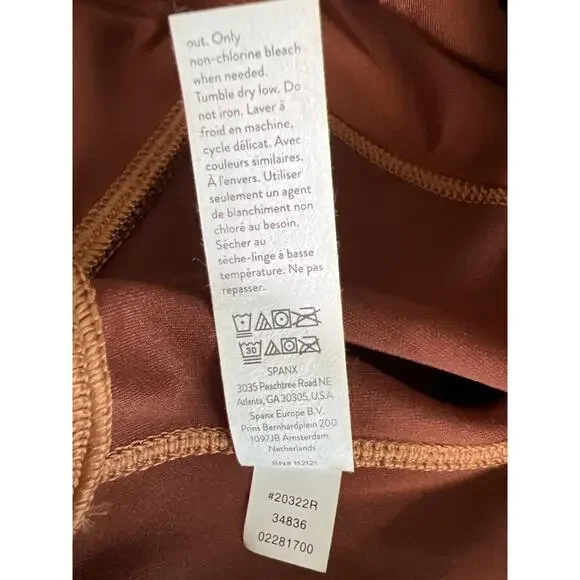 out. Only
non-chlorine bleach
when needed.
Tumble dry low. Do
not iron. Laver à
froid en machine,
cycle délicat. Avec
couleurs similaires.
À l'envers. Utiliser
seulement un agent
de blanchiment non
chloré au besoin.
Sécher au
sèche-linge à basse
température. Ne pas
repasser.
30
SPANX
3035 Peachtree Road NE
Atlanta, GA 30305, U.S.A.
Spanx Europe B.V.
Prins Bernhardplein 200
1097JB Amsterdam,
Netherlands
RN# 112121
#20322R
34836
02281700